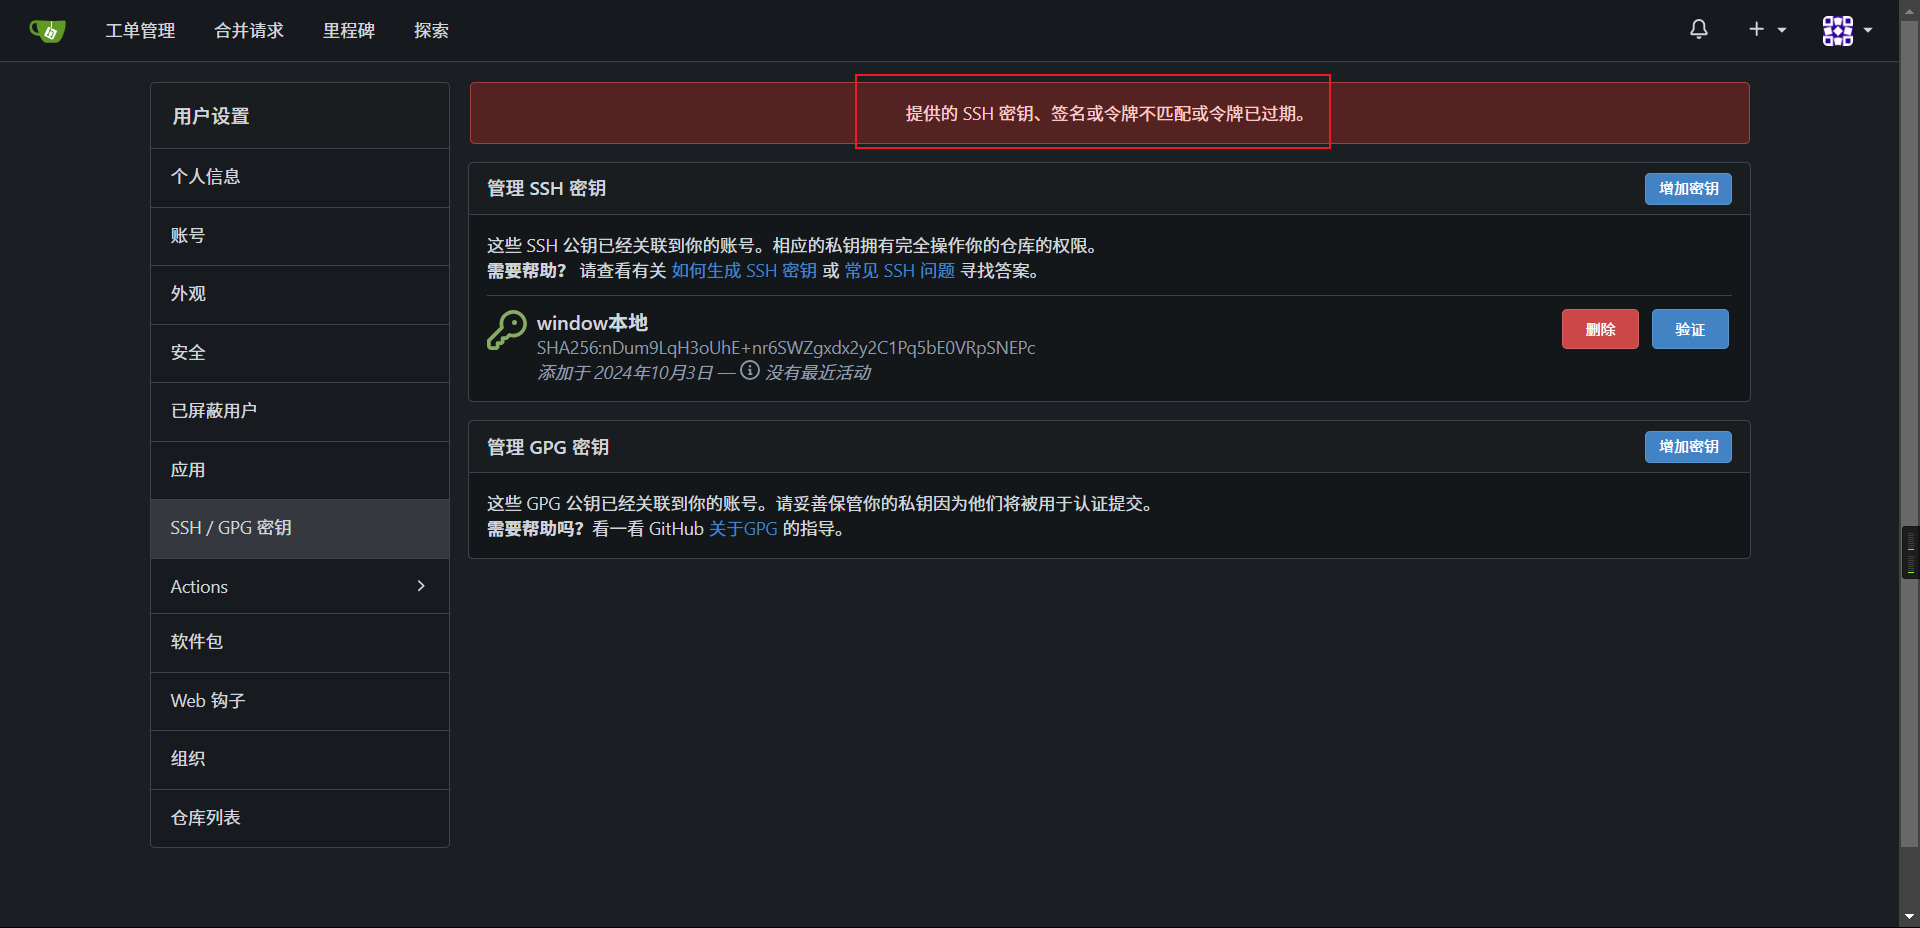 工单管理 合并请求 里程碑 探索
用户设置
个人信息
账号
外观
安全
已屏蔽用户
应用
SSH / GPG 密钥
Actions
软件包
Web 钩子
组织
仓库列表
提供的 SSH 密钥、签名或令牌不匹配或令牌已过期。
管理 SSH 密钥
增加密钥
这些 SSH 公钥已经关联到你的账号。相应的私钥拥有完全操作你的仓库的权限。
需要帮助？ 请查看有关 如何生成 SSH 密钥 或 常见 SSH 问题 寻找答案。
window本地
SHA256:nDum9LqH3oUhE+nr6SWZgxdx2y2C1Pq5bE0VRpSNEPc
添加于 2024年10月3日 — 没有最近活动
删除
验证
管理 GPG 密钥
增加密钥
这些 GPG 公钥已经关联到你的账号。请妥善保管你的私钥因为他们将被用于认证提交。
需要帮助吗？看一看 GitHub 关于GPG 的指导。